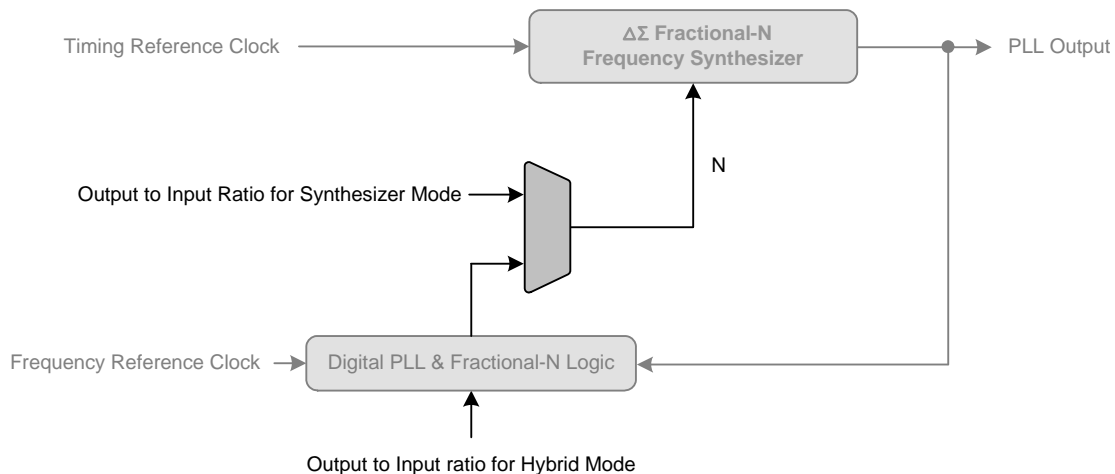 Timing Reference Clock
ΔΣ Fractional-N
Frequency Synthesizer
PLL Output
N
Output to Input Ratio for Synthesizer Mode
Frequency Reference Clock
Digital PLL & Fractional-N Logic
Output to Input ratio for Hybrid Mode